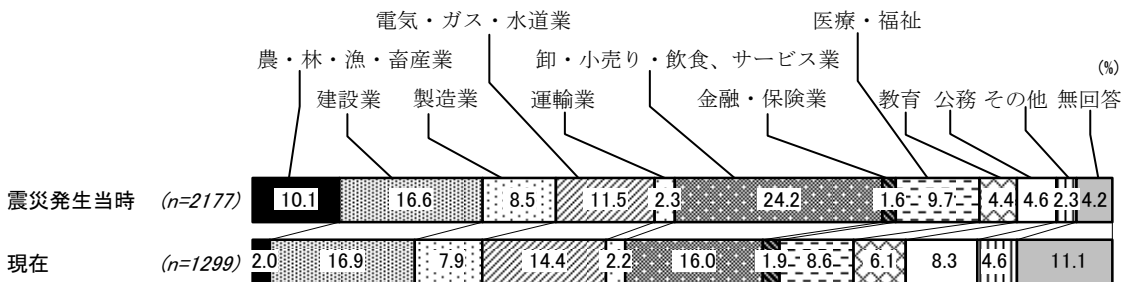 電気・ガス・水道業 医療・福祉
農・林・漁・畜産業 卸・小売り・飲食、サービス業 (%)
建設業 製造業 運輸業 金融・保険業 教育 公務 その他 無回答
震災発生当時 (n=2177) 10.1 16.6 8.5 11.5 2.3 24.2 1.6 9.7 4.4 4.6 2.3 4.2
現在 (n=1299) 2.0 16.9 7.9 14.4 2.2 16.0 1.9 8.6 6.1 8.3 4.6 11.1